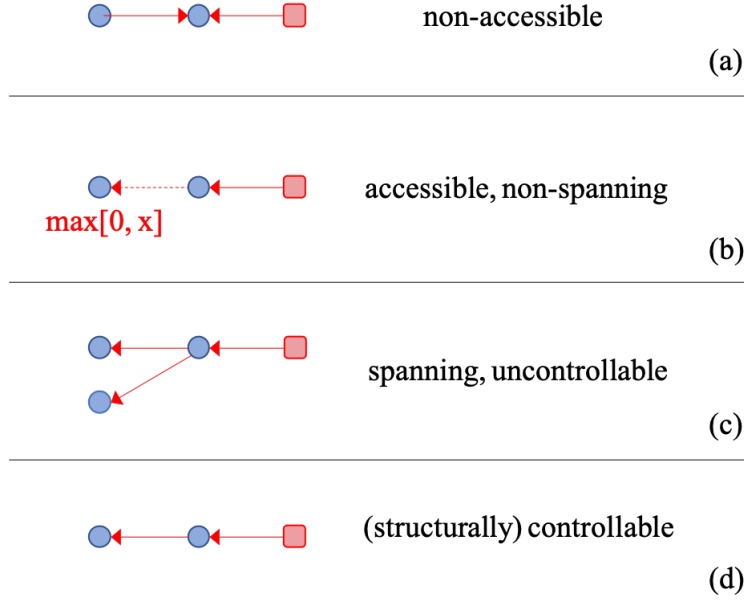 non-accessible
(a)
accessible, non-spanning
max[0, x]
(b)
spanning, uncontrollable
(c)
(structurally) controllable
(d)